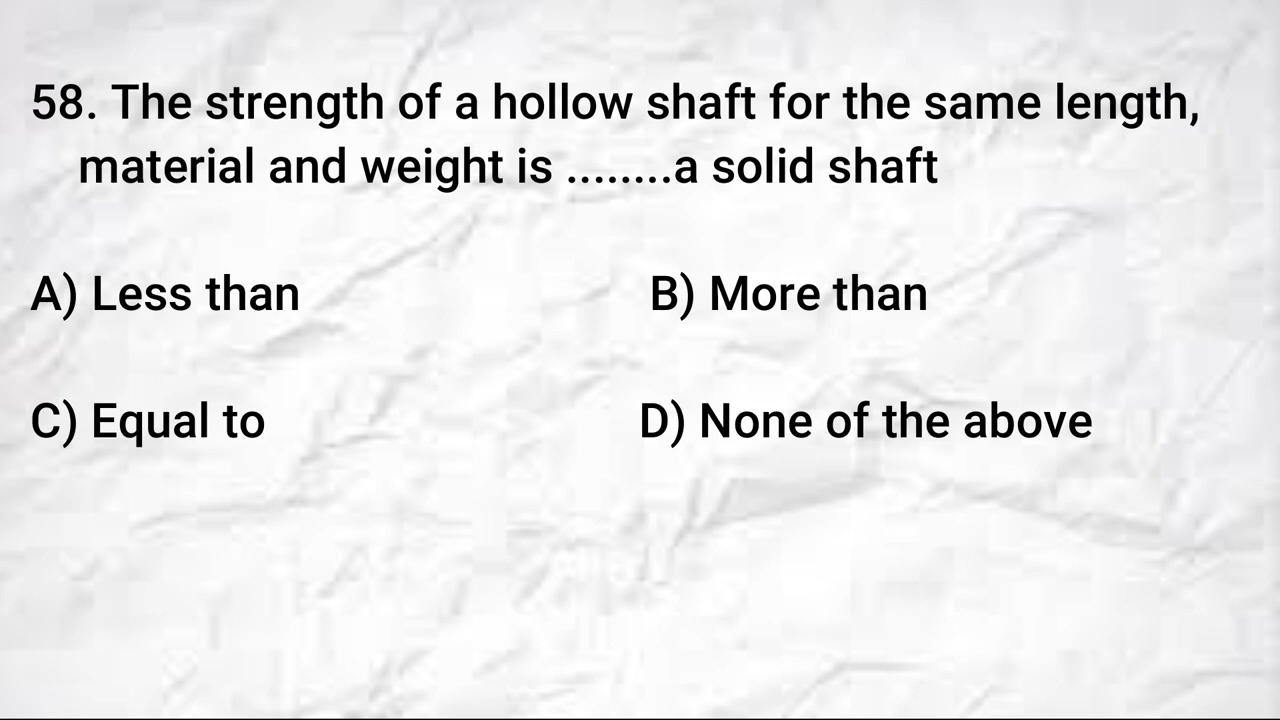 58. The strength of a hollow shaft for the same length,
material and weight is ........a solid shaft
A) Less than B) More than
C) Equal to D) None of the above